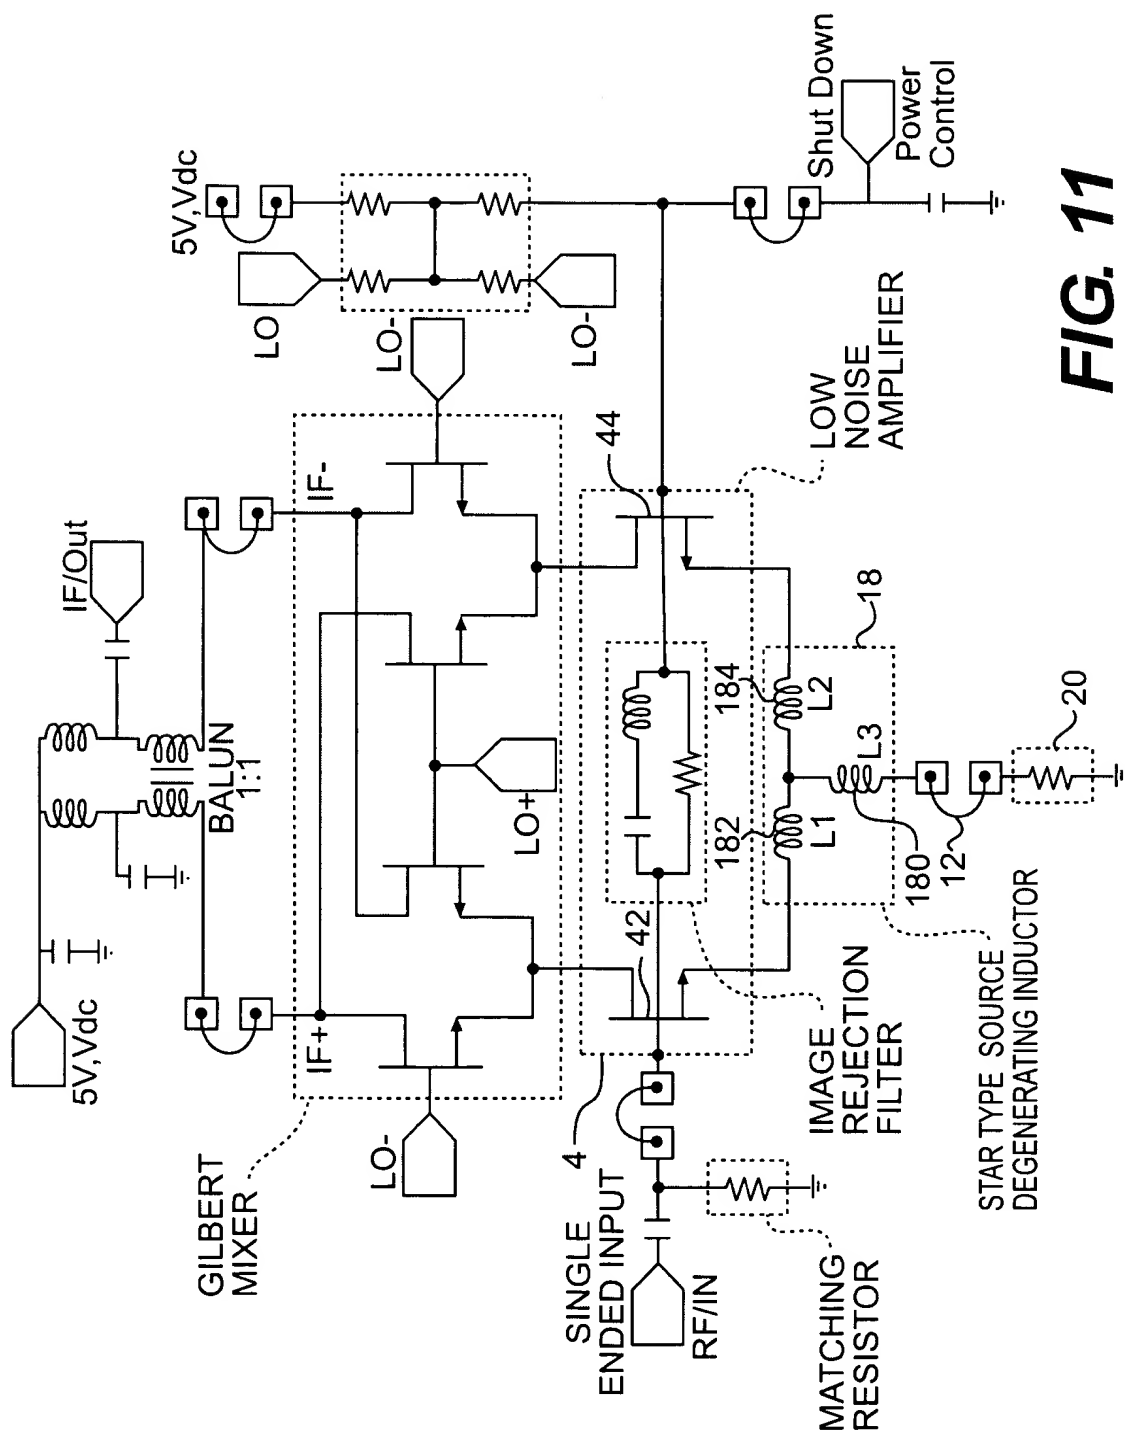 5V,Vdc
IF/Out
BALUN
1:1
5V,Vdc
LO
LO-
GILBERT
MIXER
IF+
IF-
LO-
LO-
LO+
SINGLE
ENDED INPUT
RF/IN
4
42
44
MATCHING
RESISTOR
IMAGE
REJECTION
FILTER
LOW
NOISE
AMPLIFIER
182
184
L1
L2
L3
18
180
12
20
STAR TYPE SOURCE
DEGENERATING INDUCTOR
Shut Down
Power
Control
FIG. 11